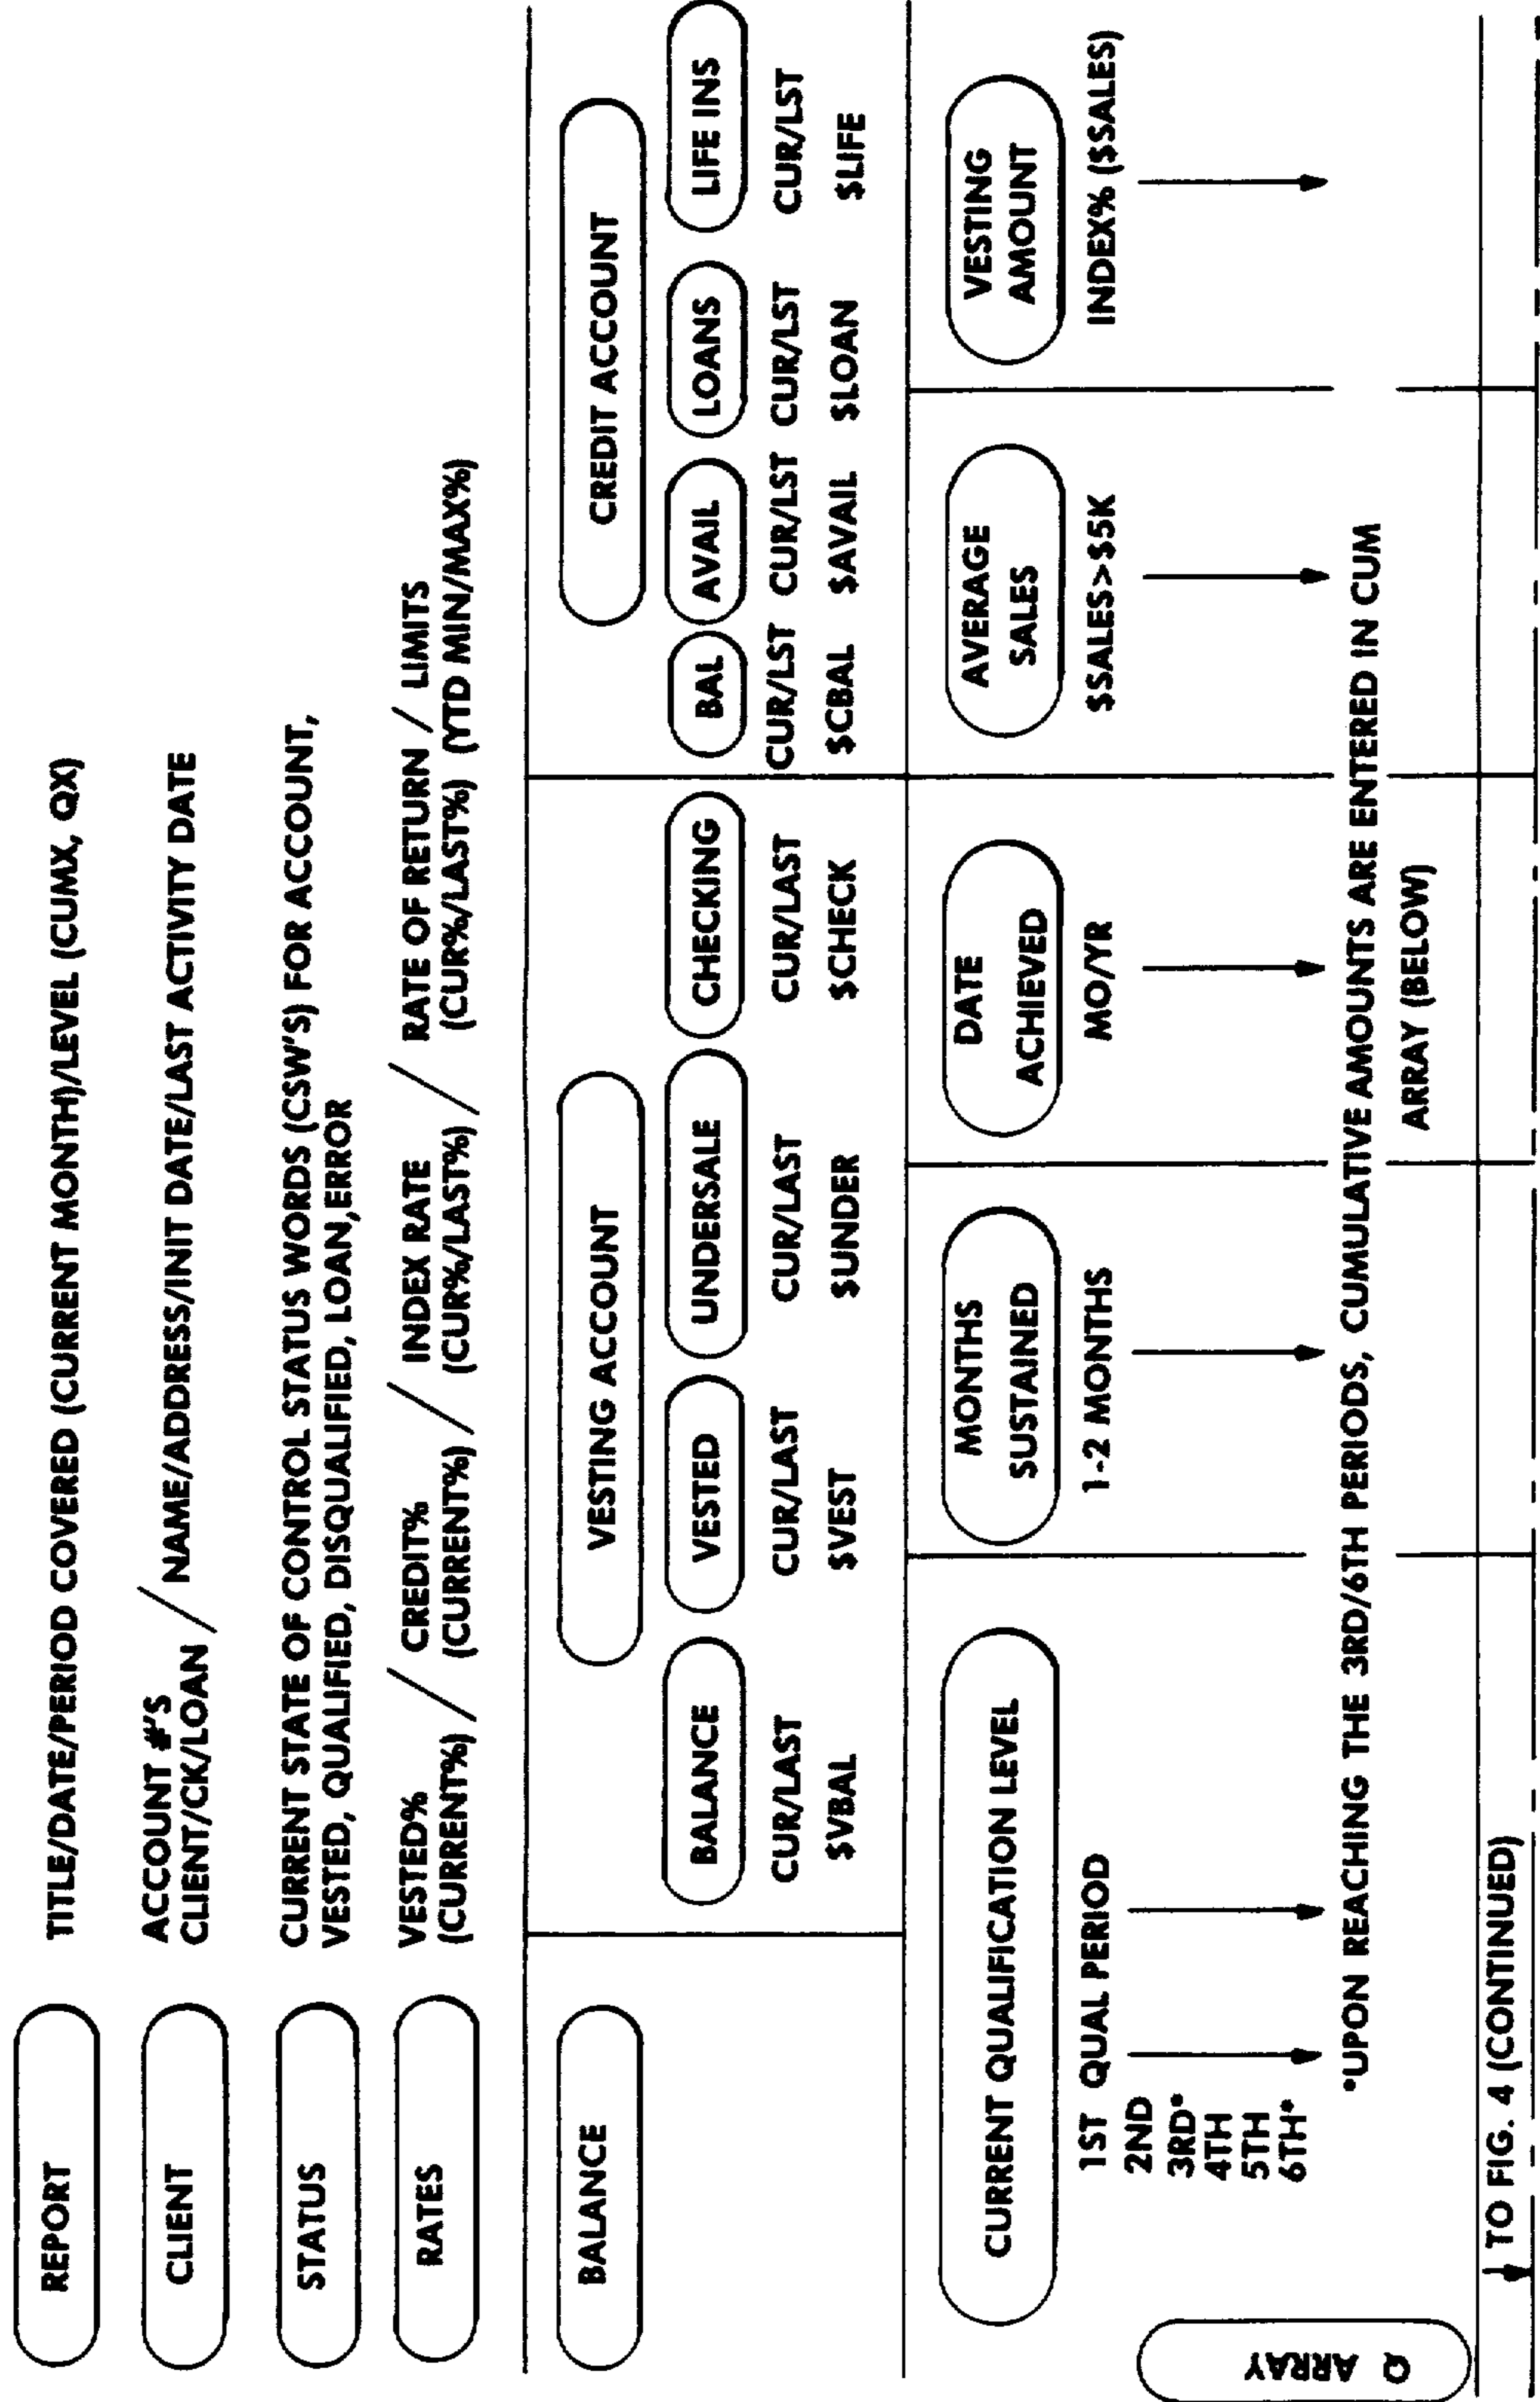 REPORT
TITLE/DATE/PERIOD COVERED (CURRENT MONTH)/LEVEL (CUMX, QX)
CLIENT
ACCOUNT #'S
CLIENT/CK/LOAN / NAME/ADDRESS/INIT DATE/LAST ACTIVITY DATE
STATUS
CURRENT STATE OF CONTROL STATUS WORDS (CSW'S) FOR ACCOUNT,
VESTED, QUALIFIED, DISQUALIFIED, LOAN,ERROR
RATES
VESTED% / CREDIT% / INDEX RATE / RATE OF RETURN / LIMITS
(CURRENT%) / (CURRENT%) / (CUR%/LAST%) / (CUR%/LAST%) (YTD MIN/MAX%)
BALANCE
VESTING ACCOUNT
CREDIT ACCOUNT
BALANCE VESTED UNDERSALE CHECKING BAL AVAIL LOANS LIFE INS
CUR/LAST CUR/LAST CUR/LAST CUR/LAST CUR/LST CUR/LST CUR/LST CUR/LST
$VBAL $VEST $UNDER $CHECK $CBAL $AVAIL $LOAN $LIFE
Q ARRAY
CURRENT QUALIFICATION LEVEL
MONTHS
SUSTAINED
DATE
ACHIEVED
AVERAGE
SALES
VESTING
AMOUNT
1ST QUAL PERIOD 1-2 MONTHS MO/YR $SALES>$5K INDEX% ($SALES)
2ND
3RD*
4TH
5TH
6TH*
*UPON REACHING THE 3RD/6TH PERIODS, CUMULATIVE AMOUNTS ARE ENTERED IN CUM
ARRAY (BELOW)
TO FIG. 4 (CONTINUED)